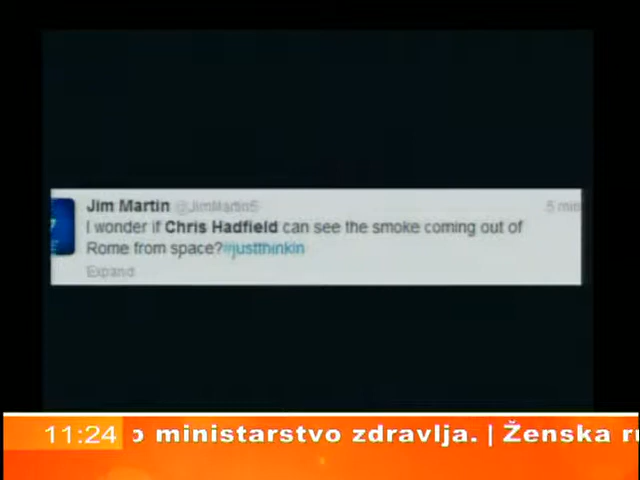 Jim Martin @JimMartin5 5 min
I wonder if Chris Hadfield can see the smoke coming out of
Rome from space?#justthinkin
Expand
11:24 ministarstvo zdravlja. | Ženska